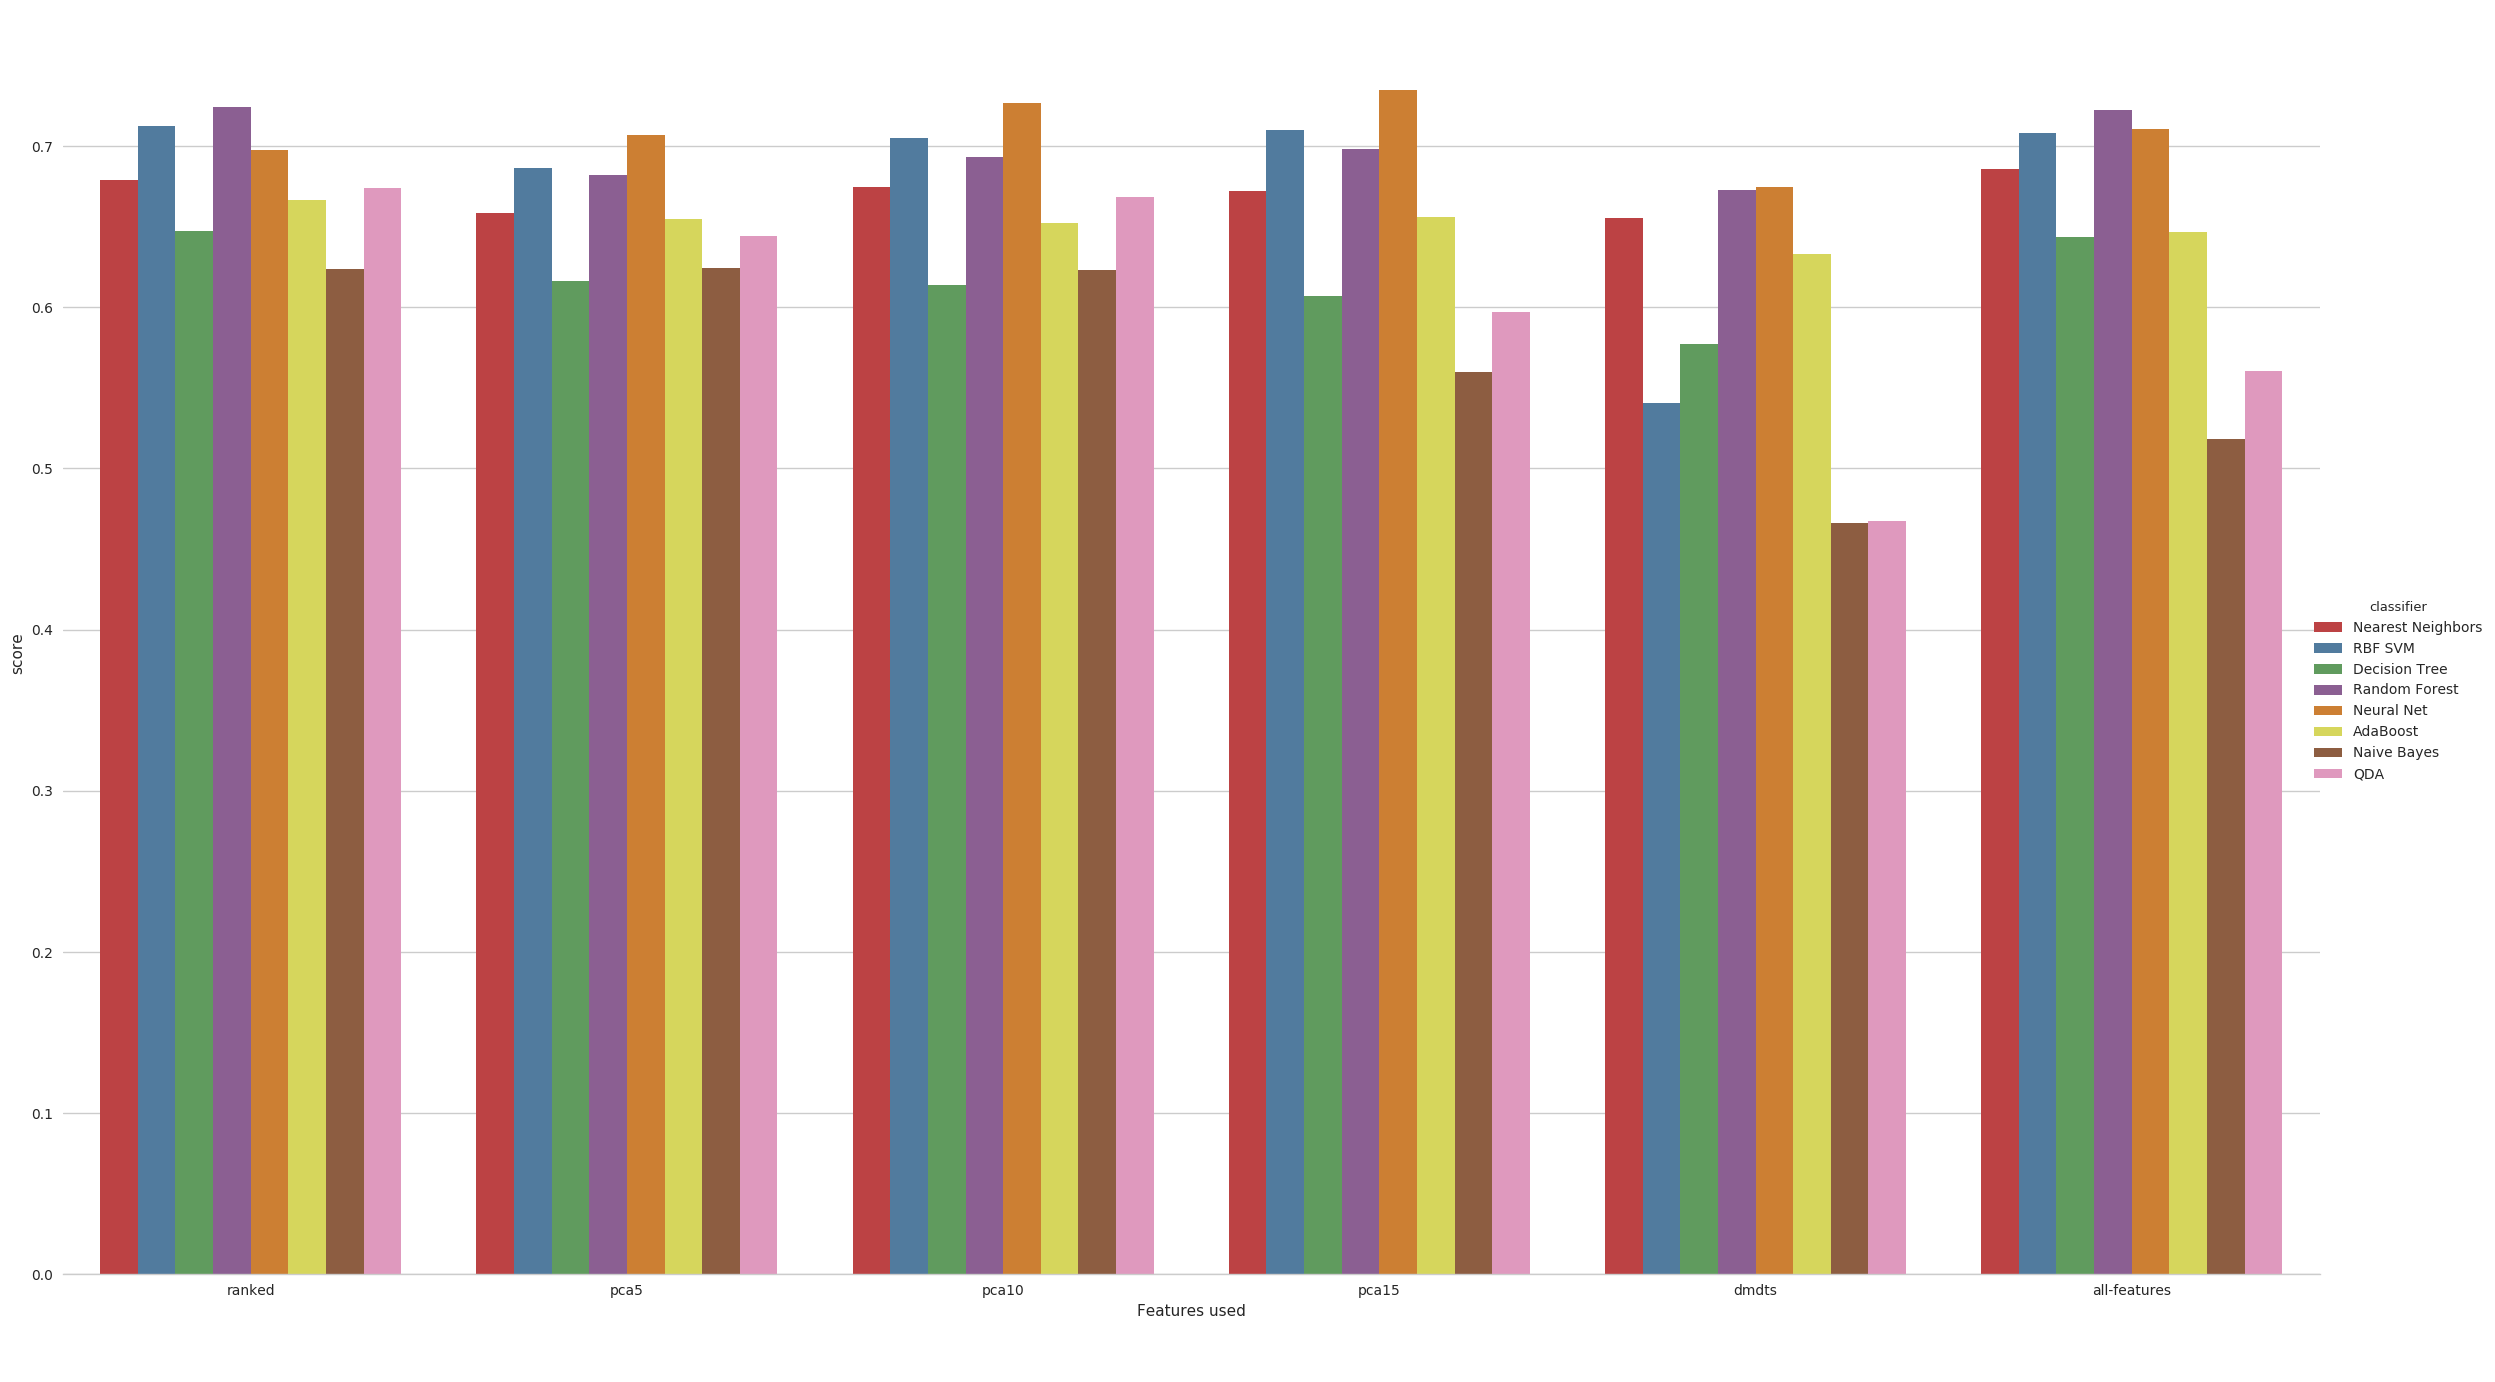 0.7
0.6
0.5
0.4
0.3
0.2
0.1
0.0
score
ranked
pca5
pca10
pca15
dmdts
all-features
Features used
classifier
Nearest Neighbors
RBF SVM
Decision Tree
Random Forest
Neural Net
AdaBoost
Naive Bayes
QDA